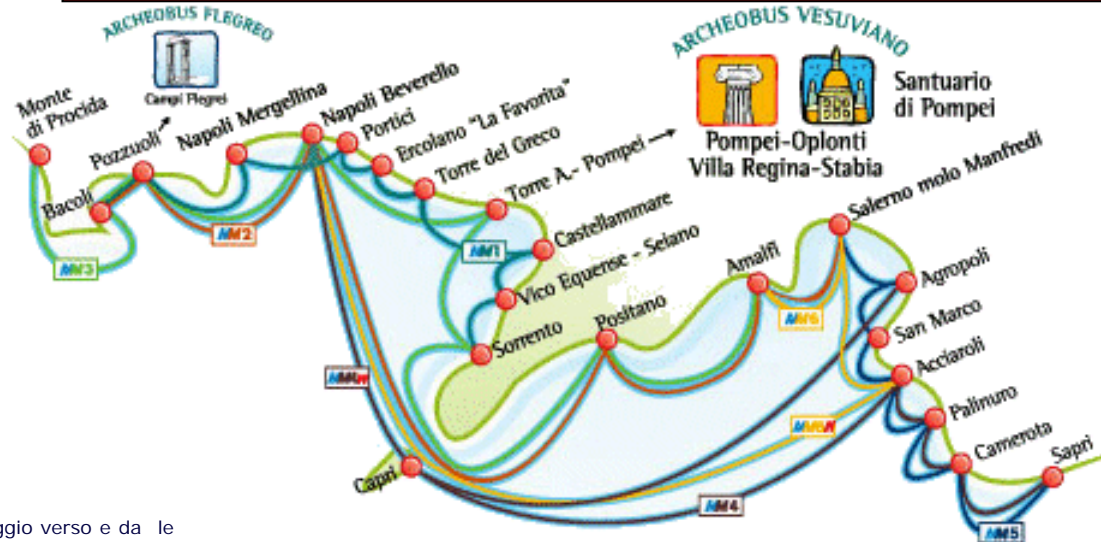 ARCHEOBUS FLEGREO
Campi Flegrei
ARCHEOBUS VESUVIANO
Santuario
di Pompei
Pompei-Oplonti
Villa Regina-Stabia
Monte
di Procida
Bacoli
Pozzuoli
Napoli Mergellina
Napoli Beverello
Portici
Ercolano "La Favorita"
Torre del Greco
Torre A.- Pompei
Castellammare
Vico Equense - Seiano
Sorrento
Positano
Amalfi
Salerno molo Manfredi
Agropoli
San Marco
Acciaroli
Palinuro
Camerota
Sapri
Capri
MM3
MM2
MM1
MM6
MM4
MM5
ggio verso e da le